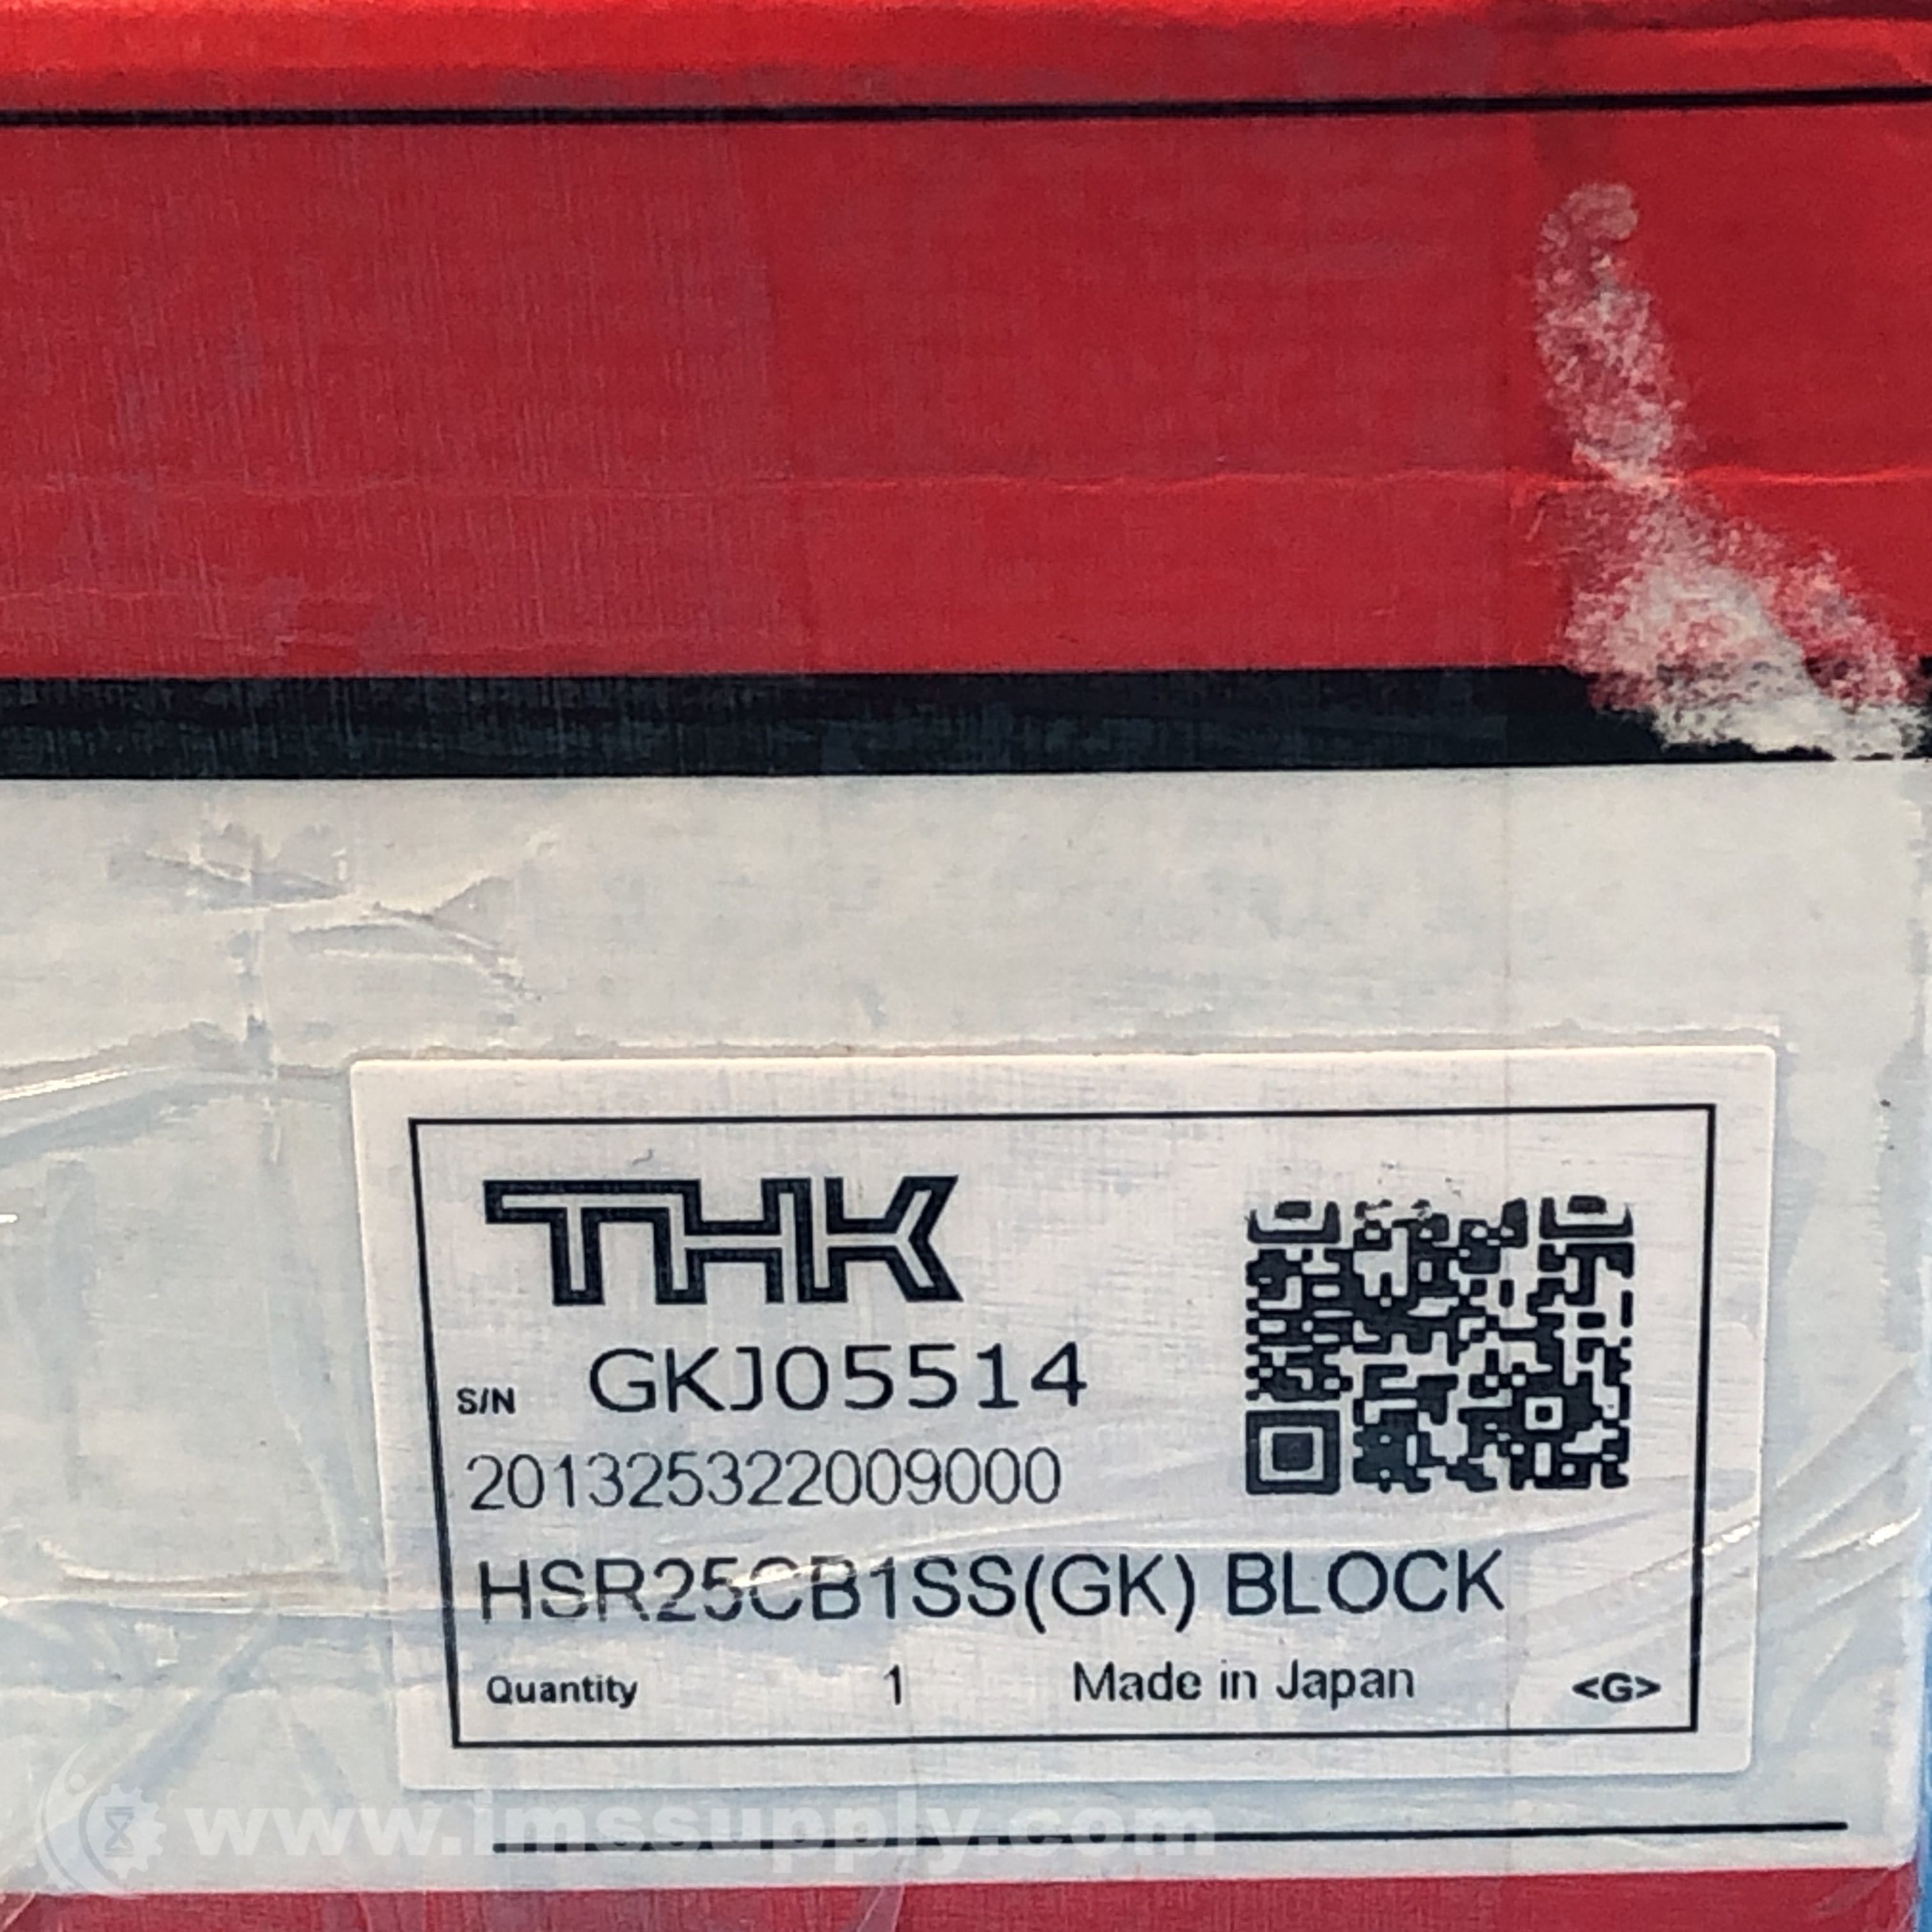 THK
S/N GKJ05514
201325322009000
HSR25CB1SS(GK) BLOCK
Quantity 1 Made in Japan <G>
www.imssupply.com